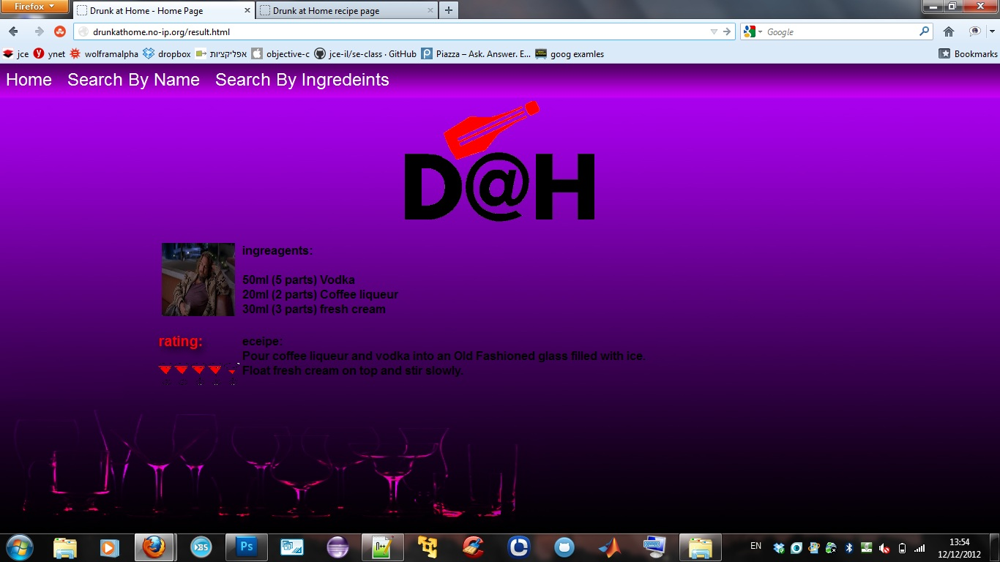 Firefox
Drunk at Home - Home Page
Drunk at Home recipe page
drunkathome.no-ip.org/result.html
Google
jce
ynet
wolframalpha
dropbox
אפליקציות
objective-c
jce-il/se-class · GitHub
Piazza – Ask. Answer. E...
goog examles
Bookmarks
Home Search By Name Search By Ingredeints
D@H
ingreagents:
50ml (5 parts) Vodka
20ml (2 parts) Coffee liqueur
30ml (3 parts) fresh cream
rating:
eceipe:
Pour coffee liqueur and vodka into an Old Fashioned glass filled with ice.
Float fresh cream on top and stir slowly.
BS
Ps
EN
13:54
12/12/2012